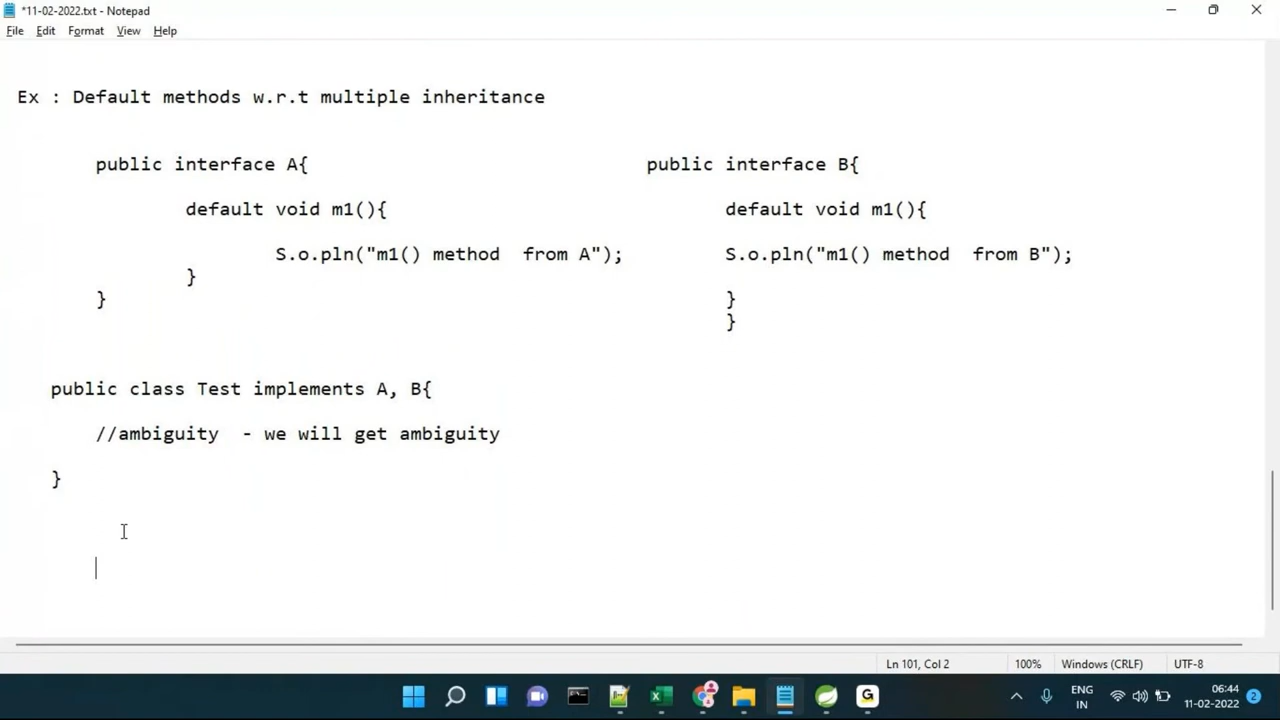 *11-02-2022.txt - Notepad
File Edit Format View Help
Ex : Default methods w.r.t multiple inheritance
public interface A{ public interface B{
default void m1(){ default void m1(){
S.o.pln("m1() method  from A"); S.o.pln("m1() method  from B");
}
} }
}
public class Test implements A, B{
//ambiguity  - we will get ambiguity
}
Ln 101, Col 2 100% Windows (CRLF) UTF-8
ENG 06:44
IN 11-02-2022 2
G